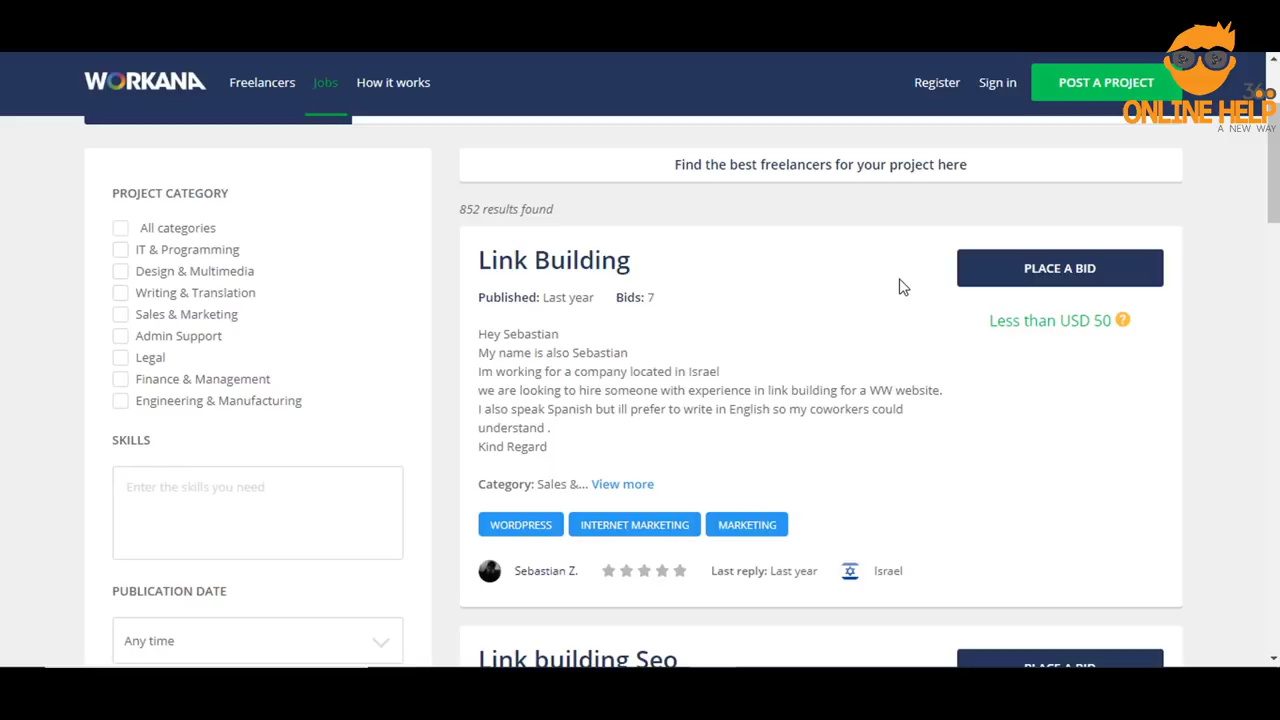 WORKANA
Freelancers
Jobs
How it works
Register
Sign in
POST A PROJECT
ONLINE HELP
A NEW WAY
PROJECT CATEGORY
All categories
IT & Programming
Design & Multimedia
Writing & Translation
Sales & Marketing
Admin Support
Legal
Finance & Management
Engineering & Manufacturing
SKILLS
Enter the skills you need
PUBLICATION DATE
Any time
Find the best freelancers for your project here
852 results found
Link Building
PLACE A BID
Published: Last year Bids: 7
Less than USD 50 ?
Hey Sebastian
My name is also Sebastian
Im working for a company located in Israel
we are looking to hire someone with experience in link building for a WW website.
I also speak Spanish but ill prefer to write in English so my coworkers could
understand .
Kind Regard
Category: Sales &... View more
WORDPRESS
INTERNET MARKETING
MARKETING
Sebastian Z.
Last reply: Last year
Israel
Link building Seo
PLACE A BID